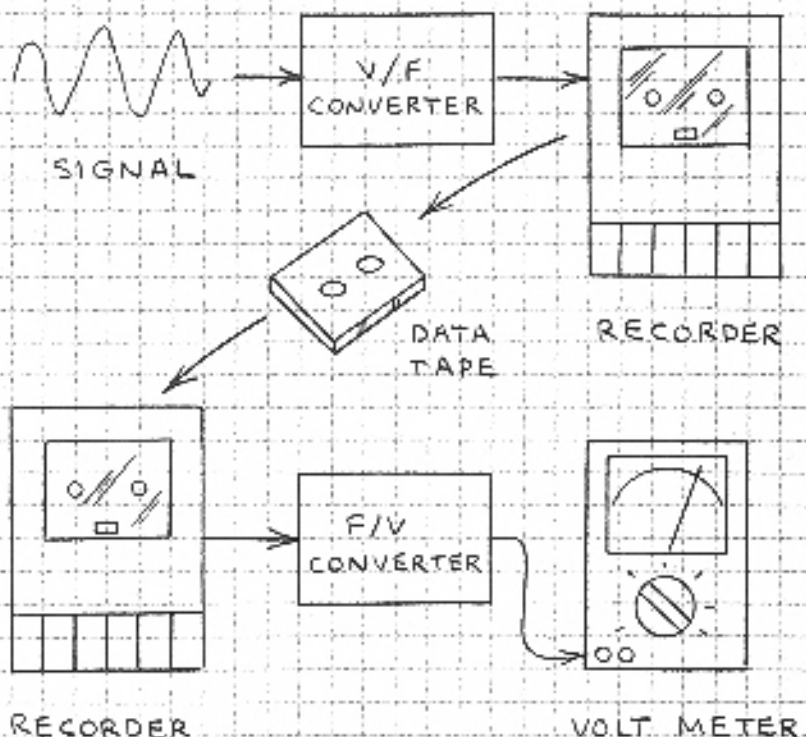 SIGNAL
V/F
CONVERTER
RECORDER
DATA
TAPE
RECORDER
F/V
CONVERTER
VOLT METER